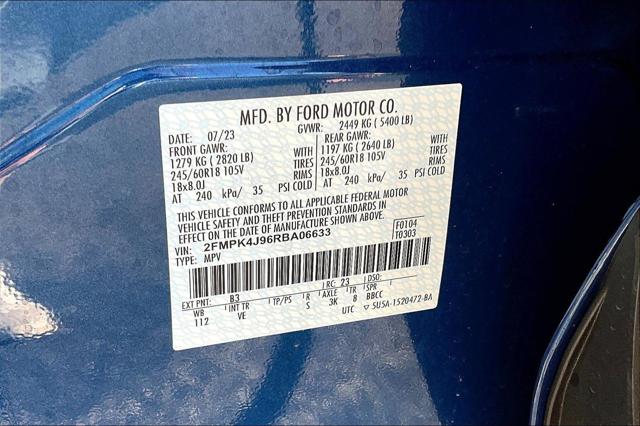 MFD. BY FORD MOTOR CO.
DATE: 07/23 GVWR: 2449 KG ( 5400 LB)
FRONT GAWR: REAR GAWR:
1279 KG ( 2820 LB) WITH 1197 KG ( 2640 LB) WITH
245/60R18 105V TIRES 245/60R18 105V TIRES
18x8.0J RIMS 18x8.0J RIMS
AT 240 kPa/ 35 PSI COLD AT 240 kPa/ 35 PSI COLD
THIS VEHICLE CONFORMS TO ALL APPLICABLE FEDERAL MOTOR
VEHICLE SAFETY AND THEFT PREVENTION STANDARDS IN
EFFECT ON THE DATE OF MANUFACTURE SHOWN ABOVE.
VIN: 2FMPK4J96RBA06633 F0104
TYPE: MPV T0303
EXT PNT: B3 RC: 23 DSO:
WB INT TR TP/PS R AXLE TR SPR
112 VE S 3K 8 BBCC
UTC ▽ 5U5A-1520472-BA